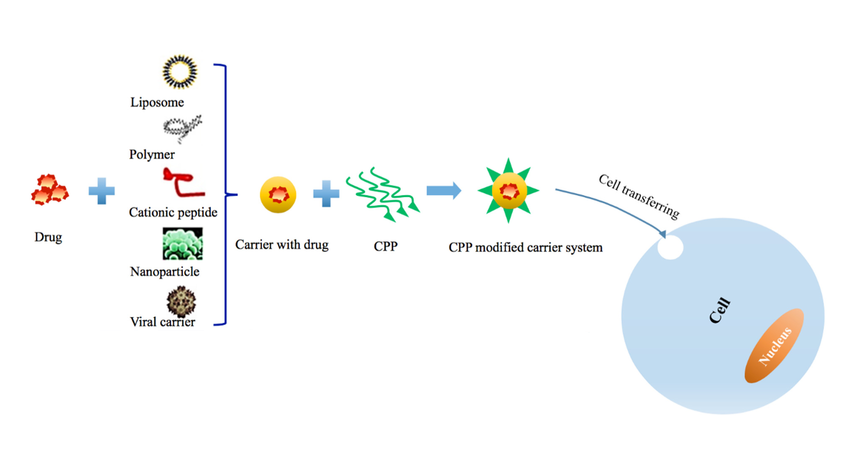 Liposome
Polymer
Cationic peptide
Nanoparticle
Viral carrier
Drug
Carrier with drug
CPP
CPP modified carrier system
Cell transferring
Cell
Nucleus